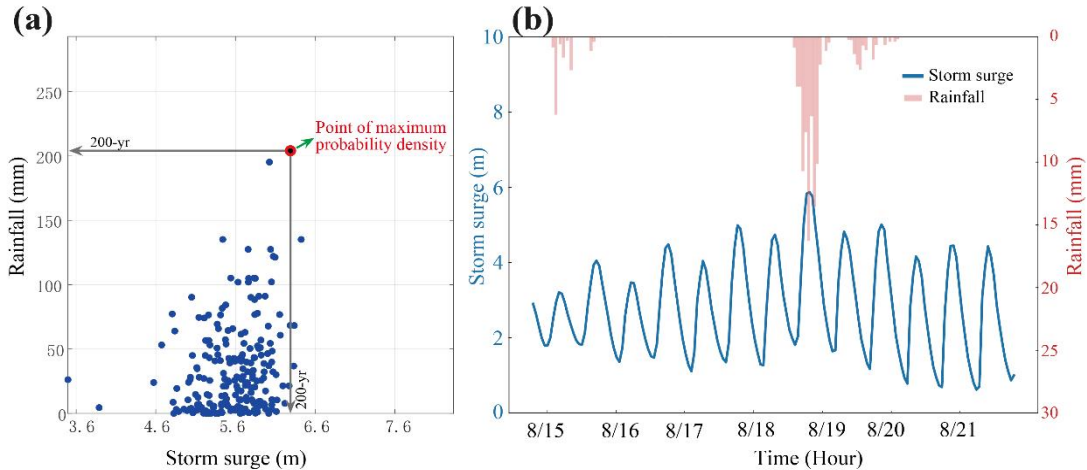 (a)
Rainfall (mm)
250
200
150
100
50
0
200-yr
Point of maximum
probability density
200-yr
3.6
4.6
5.6
6.6
7.6
Storm surge (m)
(b)
Storm surge (m)
10
8
6
4
2
0
Storm surge
Rainfall
0
5
10
15
20
25
30
Rainfall (mm)
8/15
8/16
8/17
8/18
8/19
8/20
8/21
Time (Hour)